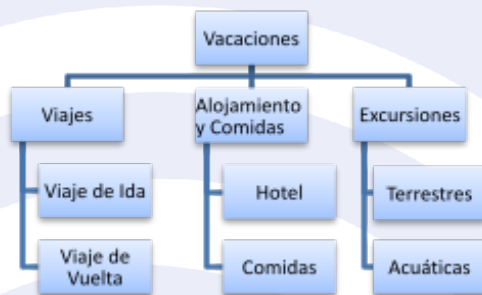 Vacaciones
Viajes
Alojamiento
y Comidas
Excursiones
Viaje de Ida
Hotel
Terrestres
Viaje de
Vuelta
Comidas
Acuáticas